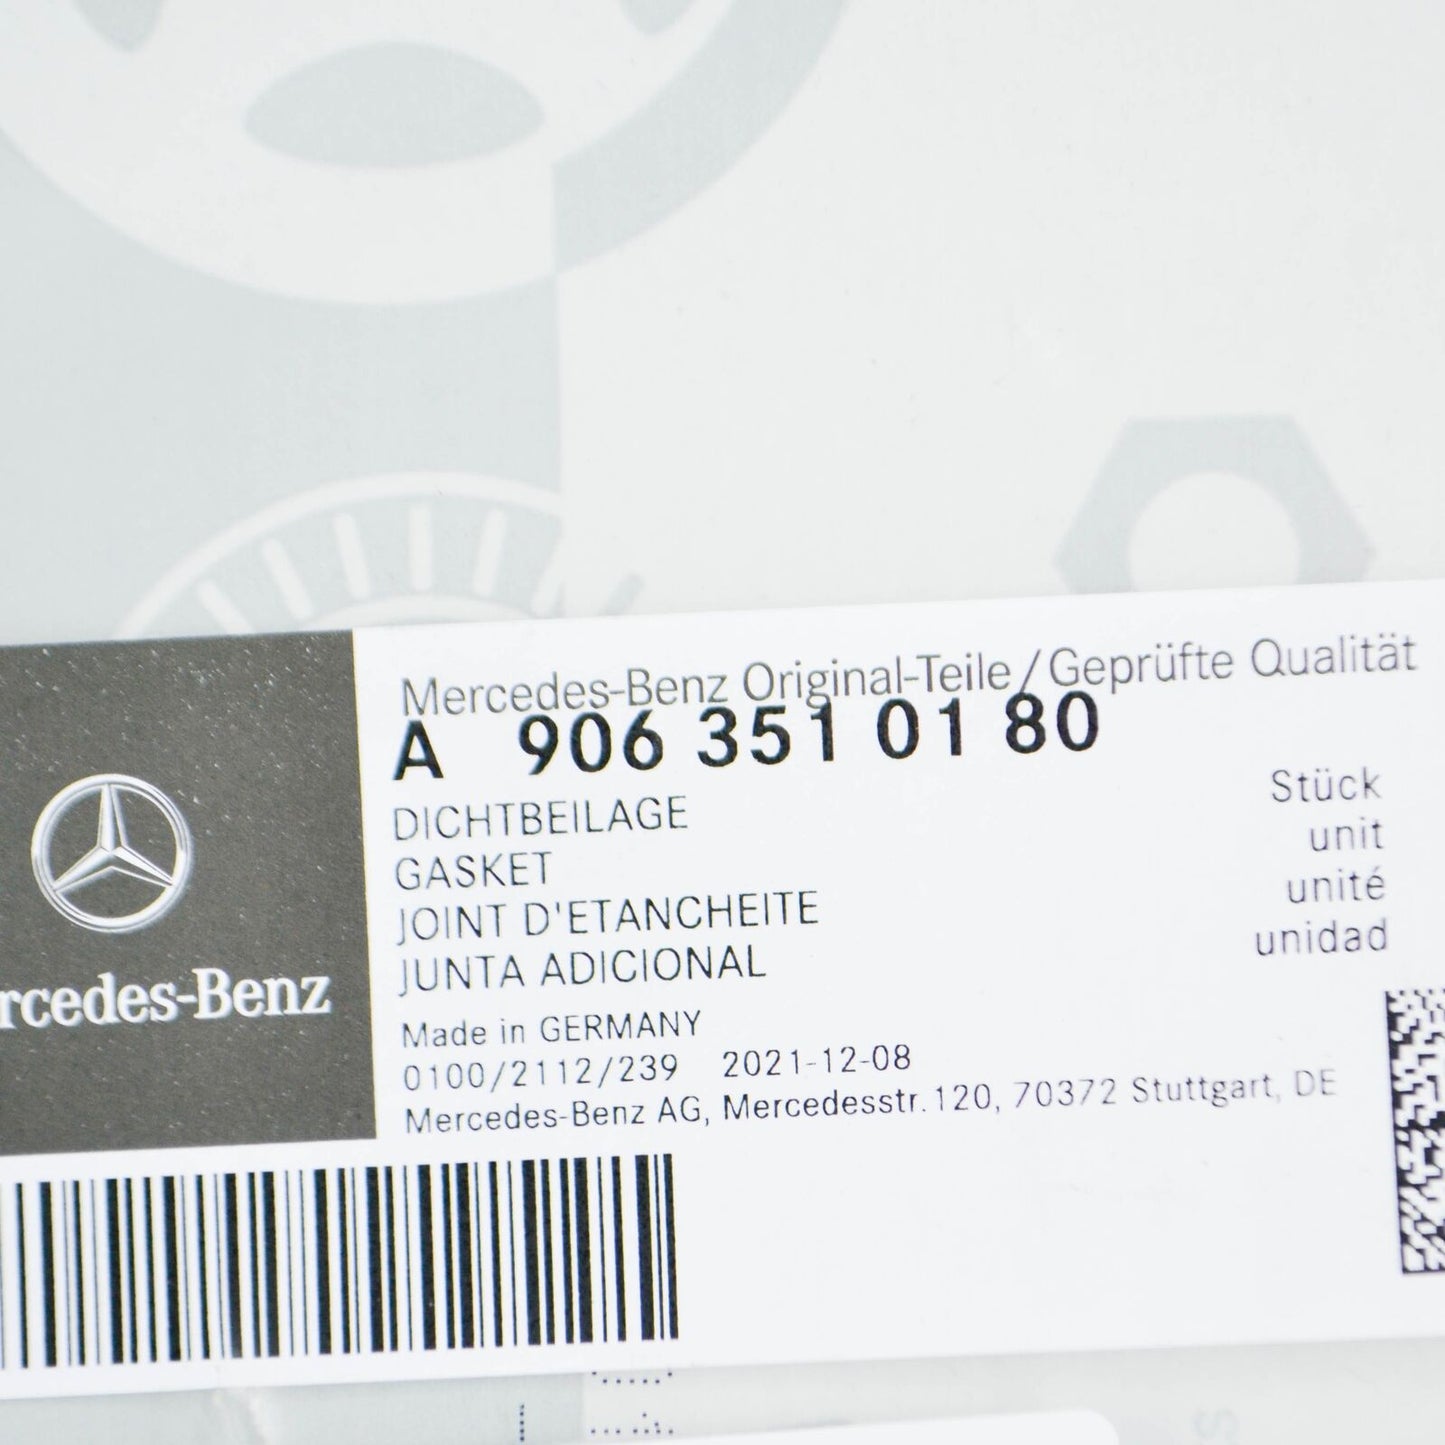 Mercedes-Benz Original-Teile/Geprüfte Qualität
A 906 351 01 80
DICHTBEILAGE
GASKET
JOINT D'ETANCHEITE
JUNTA ADICIONAL
Stück
unit
unité
unidad
Made in GERMANY
0100/2112/239 2021-12-08
Mercedes-Benz AG, Mercedesstr.120, 70372 Stuttgart, DE
rcedes-Benz